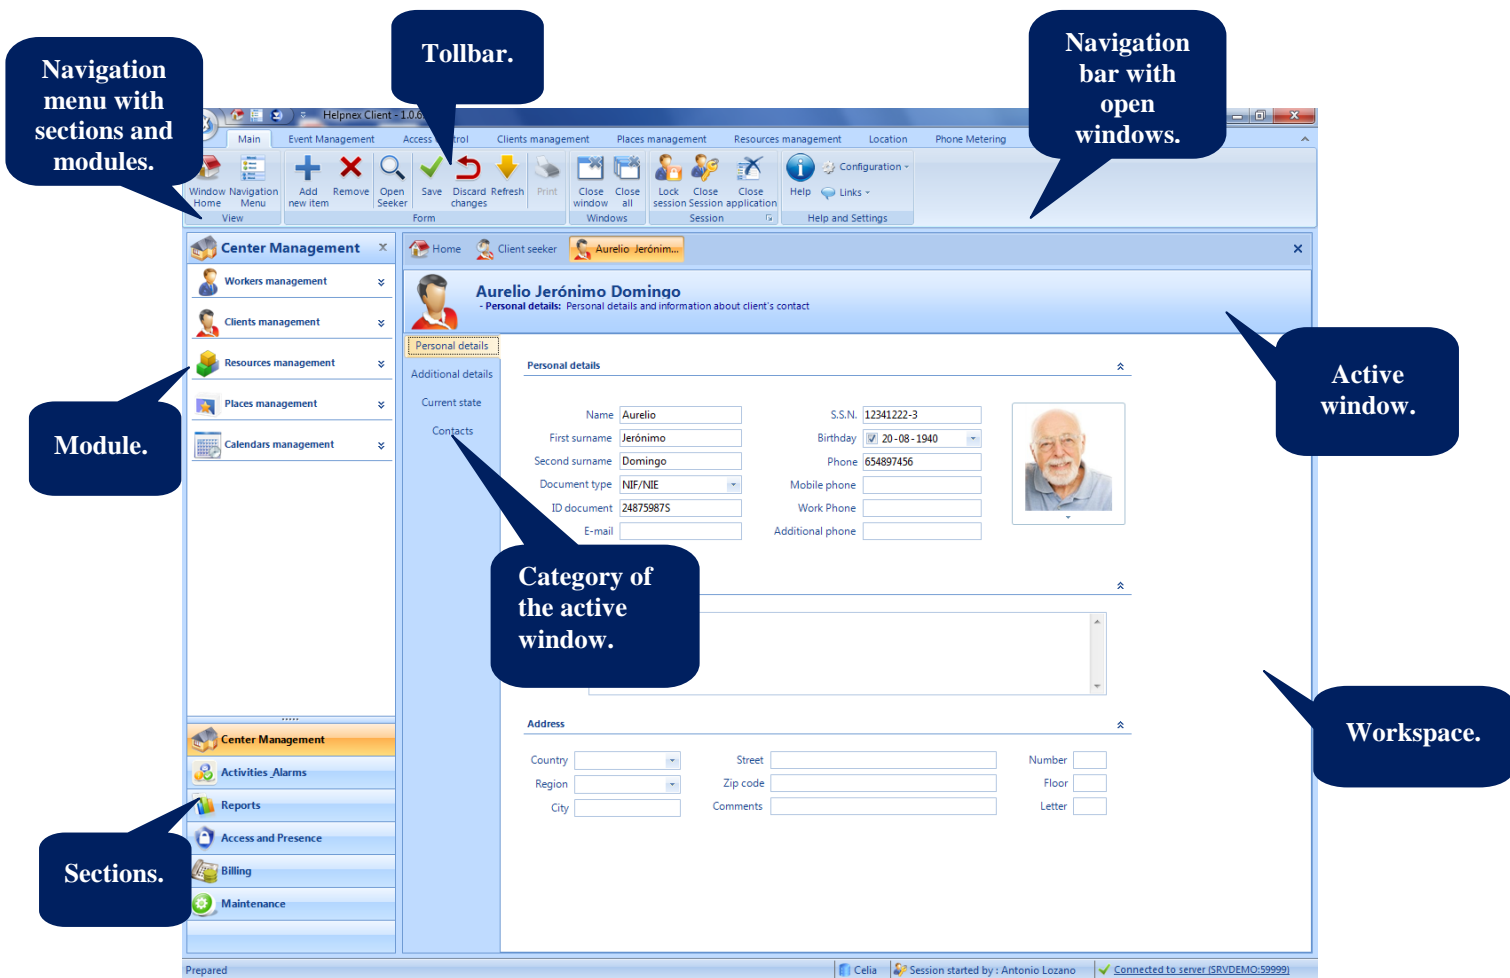 Tollbar.
Navigation
bar with
open
windows.
Navigation
menu with
sections and
modules.
Helpnex Client - 1.0.6
Main Event Management Access trol Clients management Places management Resources management Location Phone Metering
Window Home
Navigation Menu
View
Add new item
Remove
Open Seeker
Save
Discard changes
Refresh
Print
Form
Close window
Close all
Windows
Lock session
Close Session
Close application
Session
Help
Configuration
Links
Help and Settings
Center Management x
Workers management
Clients management
Resources management
Places management
Calendars management
Module.
Home Client seeker Aurelio Jerónim...
Aurelio Jerónimo Domingo
- Personal details: Personal details and information about client's contact
Active
window.
Personal details
Additional details
Current state
Contacts
Category of
the active
window.
Personal details
Name Aurelio
First surname Jerónimo
Second surname Domingo
Document type NIF/NIE
ID document 24875987S
E-mail
S.S.N. 12341222-3
Birthday 20-08-1940
Phone 654897456
Mobile phone
Work Phone
Additional phone
Workspace.
Address
Country Street Number
Region Zip code Floor
City Comments Letter
Center Management
Activities_Alarms
Reports
Access and Presence
Billing
Maintenance
Sections.
Prepared Celia Session started by : Antonio Lozano Connected to server (SRVDEMO:59999)